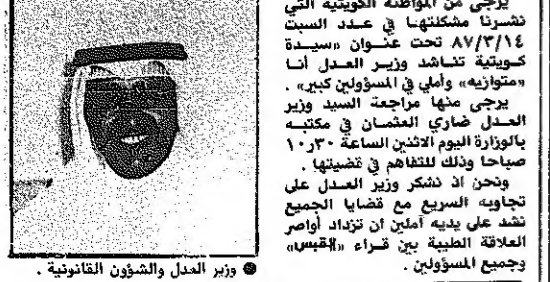 يرجى من المواطنة الكويتية التي
نشرنا مشكلتها في عدد السبت
٨٧/٣/١٤ تحت عنوان «سيدة
كويتية تناشد وزير العدل أنا
«متوازيه» وأملي في المسؤولين كبير» .
يرجى منها مراجعة السيد وزير
العدل ضاري العثمان في مكتبه
بالوزارة اليوم الاثنين الساعة ١٠٫٣٠
صباحا وذلك للتفاهم في قضيتها .
ونحن اذ نشكر وزير العدل على
تجاوبه السريع مع قضايا الجميع
نشد على يديه آملين ان تزداد أواصر
العلاقة الطيبة بين قراء «القبس»
وجميع المسؤولين .
وزير العدل والشؤون القانونية .